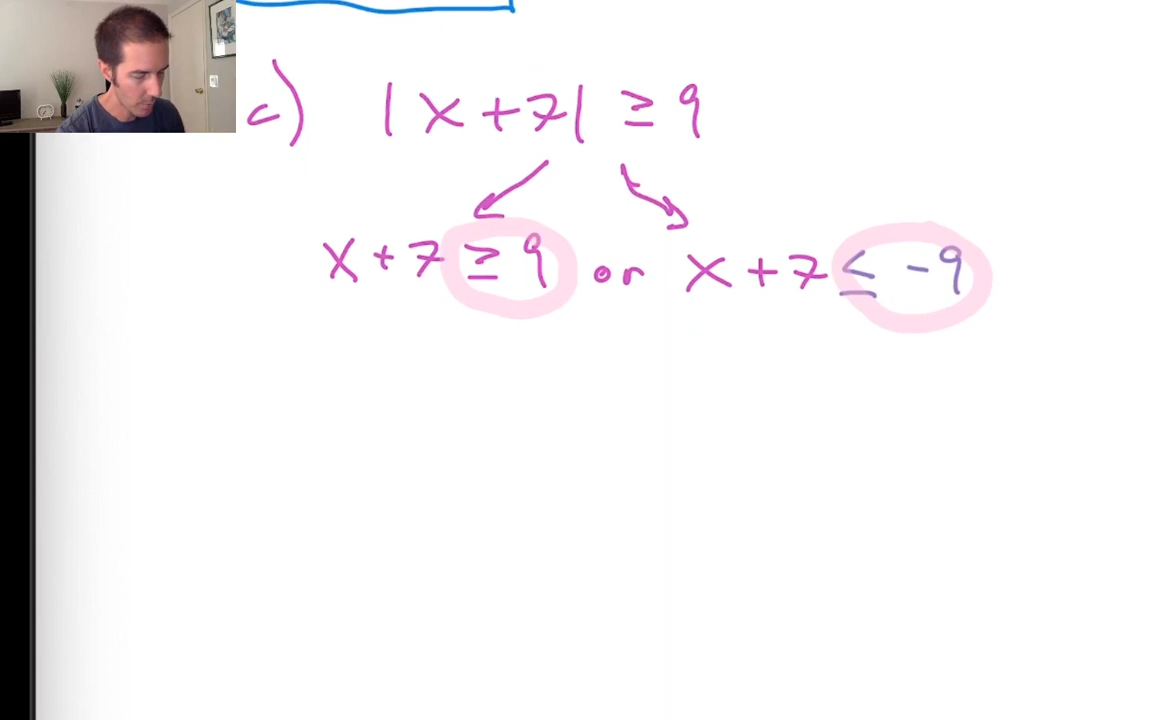 c) |x+7| ≥ 9
x+7 ≥ 9 or x+7 ≤ -9